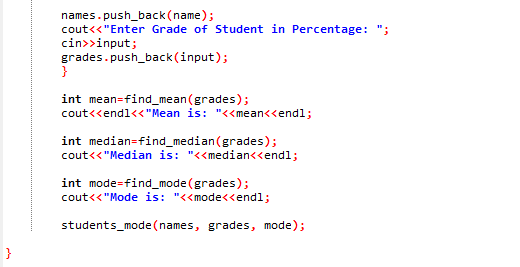 names.push_back(name);
cout<<"Enter Grade of Student in Percentage: ";
cin>>input;
grades.push_back(input);
}
int mean=find_mean(grades);
cout<<endl<<"Mean is: "<<mean<<endl;
int median=find_median(grades);
cout<<"Median is: "<<median<<endl;
int mode=find_mode(grades);
cout<<"Mode is: "<<mode<<endl;
students_mode(names, grades, mode);
}